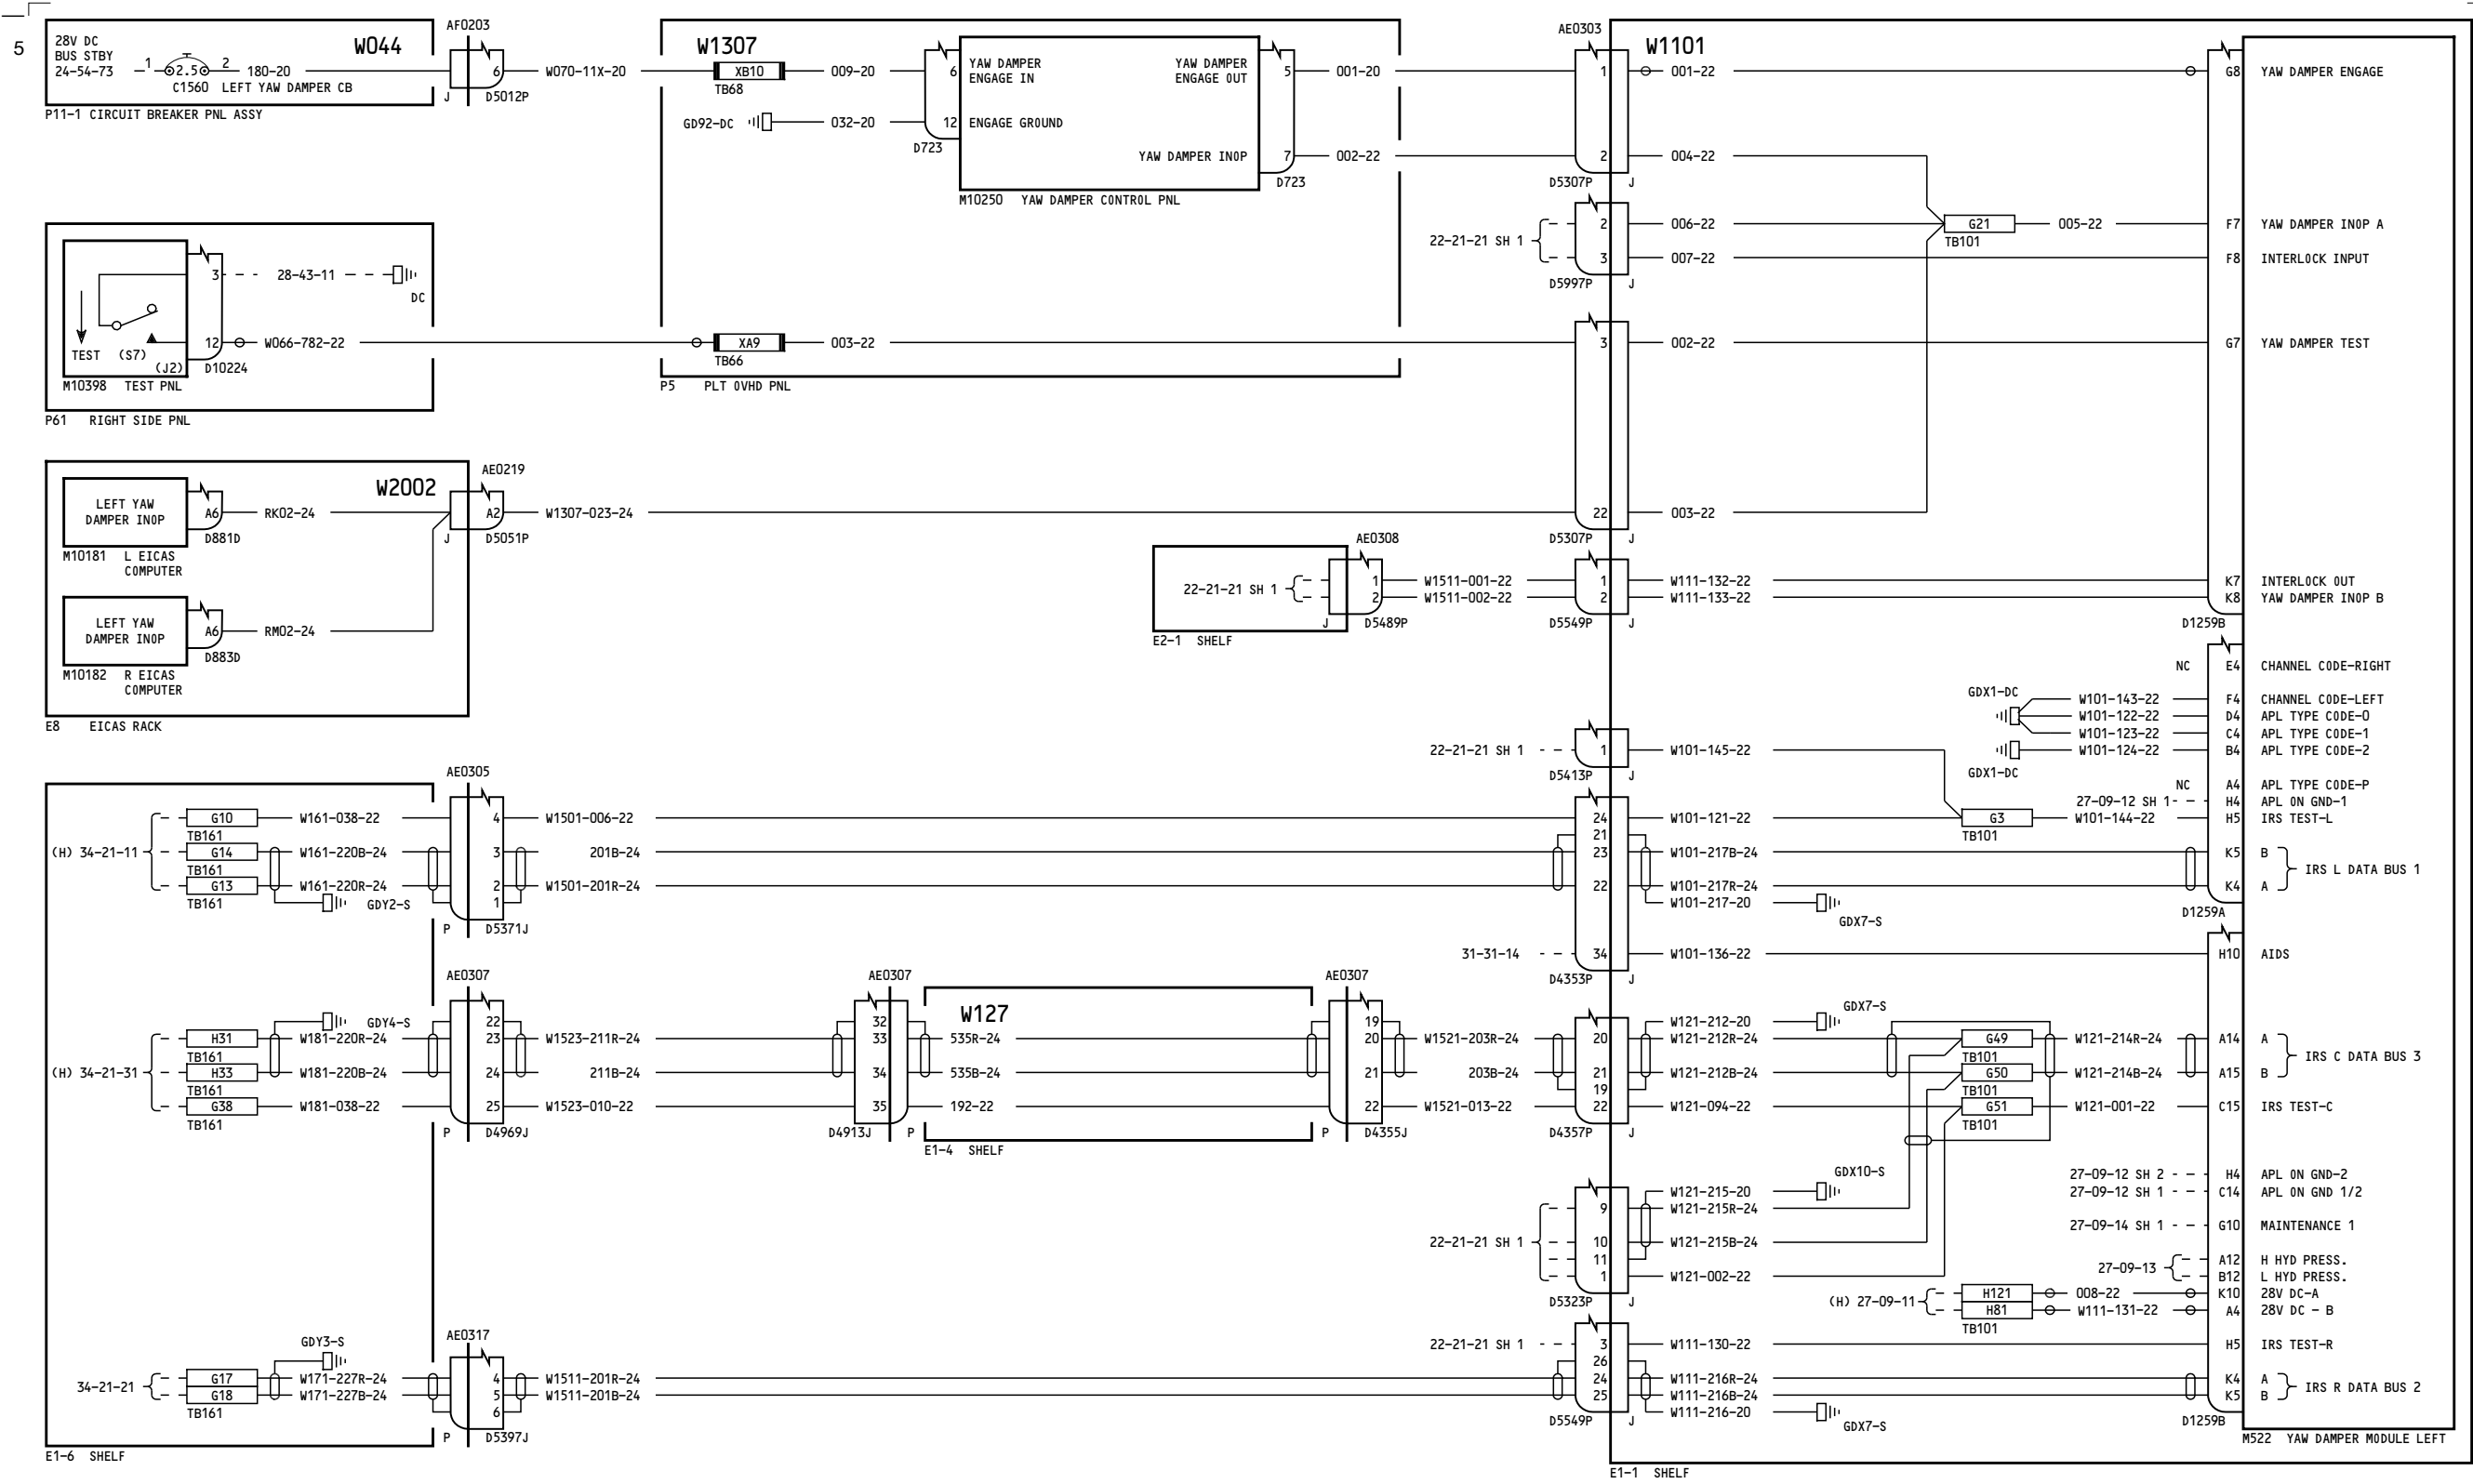 5
28V DC
BUS STBY
24-54-73
1
2.5
2
180-20
C1560 LEFT YAW DAMPER CB
W044
P11-1 CIRCUIT BREAKER PNL ASSY
AF0203
6
J
D5012P
W070-11X-20
W1307
XB10
TB68
009-20
GD92-DC
032-20
6
12
D723
YAW DAMPER
ENGAGE IN
ENGAGE GROUND
YAW DAMPER
ENGAGE OUT
YAW DAMPER INOP
5
7
D723
M10250 YAW DAMPER CONTROL PNL
001-20
002-22
AE0303
1
2
D5307P
J
W1101
001-22
004-22
G8
YAW DAMPER ENGAGE
22-21-21 SH 1
2
3
D5997P
J
006-22
007-22
G21
TB101
005-22
F7
YAW DAMPER INOP A
F8
INTERLOCK INPUT
3
28-43-11
DC
12
W066-782-22
TEST
(S7)
(J2)
D10224
M10398 TEST PNL
P61 RIGHT SIDE PNL
XA9
TB66
003-22
P5 PLT OVHD PNL
3
002-22
G7
YAW DAMPER TEST
LEFT YAW
DAMPER INOP
A6
D881D
RK02-24
W2002
M10181 L EICAS
COMPUTER
AE0219
A2
J
D5051P
W1307-023-24
22
003-22
D5307P
J
LEFT YAW
DAMPER INOP
A6
D883D
RM02-24
M10182 R EICAS
COMPUTER
E8 EICAS RACK
22-21-21 SH 1
AE0308
1
2
J
D5489P
E2-1 SHELF
W1511-001-22
W1511-002-22
1
2
D5549P
J
W111-132-22
W111-133-22
K7
INTERLOCK OUT
K8
YAW DAMPER INOP B
D1259B
NC
E4
CHANNEL CODE-RIGHT
GDX1-DC
W101-143-22
F4
CHANNEL CODE-LEFT
W101-122-22
D4
APL TYPE CODE-0
W101-123-22
C4
APL TYPE CODE-1
W101-124-22
B4
APL TYPE CODE-2
GDX1-DC
NC
A4
APL TYPE CODE-P
27-09-12 SH 1
H4
APL ON GND-1
22-21-21 SH 1
1
D5413P
J
W101-145-22
G3
TB101
W101-144-22
H5
IRS TEST-L
(H) 34-21-11
G10
TB161
G14
TB161
G13
TB161
W161-038-22
W161-220B-24
W161-220R-24
GDY2-S
AE0305
4
3
2
1
P
D5371J
W1501-006-22
201B-24
W1501-201R-24
24
21
23
22
W101-121-22
W101-217B-24
W101-217R-24
W101-217-20
GDX7-S
K5
B
K4
A
IRS L DATA BUS 1
D1259A
31-31-14
34
D4353P
J
W101-136-22
H10
AIDS
(H) 34-21-31
H31
TB161
H33
TB161
G38
TB161
GDY4-S
W181-220R-24
W181-220B-24
W181-038-22
AE0307
22
23
24
25
P
D4969J
W1523-211R-24
211B-24
W1523-010-22
AE0307
32
33
34
35
D4913J
P
W127
535R-24
535B-24
192-22
E1-4 SHELF
AE0307
19
20
21
22
P
D4355J
W1521-203R-24
203B-24
W1521-013-22
20
21
19
22
D4357P
J
W121-212-20
W121-212R-24
W121-212B-24
W121-094-22
GDX7-S
G49
TB101
G50
TB101
G51
TB101
W121-214R-24
W121-214B-24
W121-001-22
A14
A
A15
B
IRS C DATA BUS 3
C15
IRS TEST-C
22-21-21 SH 1
9
10
11
1
D5323P
J
W121-215-20
W121-215R-24
W121-215B-24
W121-002-22
GDX10-S
27-09-12 SH 2
H4
APL ON GND-2
27-09-12 SH 1
C14
APL ON GND 1/2
27-09-14 SH 1
G10
MAINTENANCE 1
27-09-13
A12
H HYD PRESS.
B12
L HYD PRESS.
(H) 27-09-11
H121
H81
TB101
008-22
W111-131-22
K10
28V DC-A
A4
28V DC - B
34-21-21
G17
G18
TB161
GDY3-S
W171-227R-24
W171-227B-24
AE0317
4
5
6
P
D5397J
E1-6 SHELF
W1511-201R-24
W1511-201B-24
22-21-21 SH 1
3
26
24
25
D5549P
J
W111-130-22
W111-216R-24
W111-216B-24
W111-216-20
GDX7-S
H5
IRS TEST-R
K4
A
K5
B
IRS R DATA BUS 2
D1259B
M522 YAW DAMPER MODULE LEFT
E1-1 SHELF